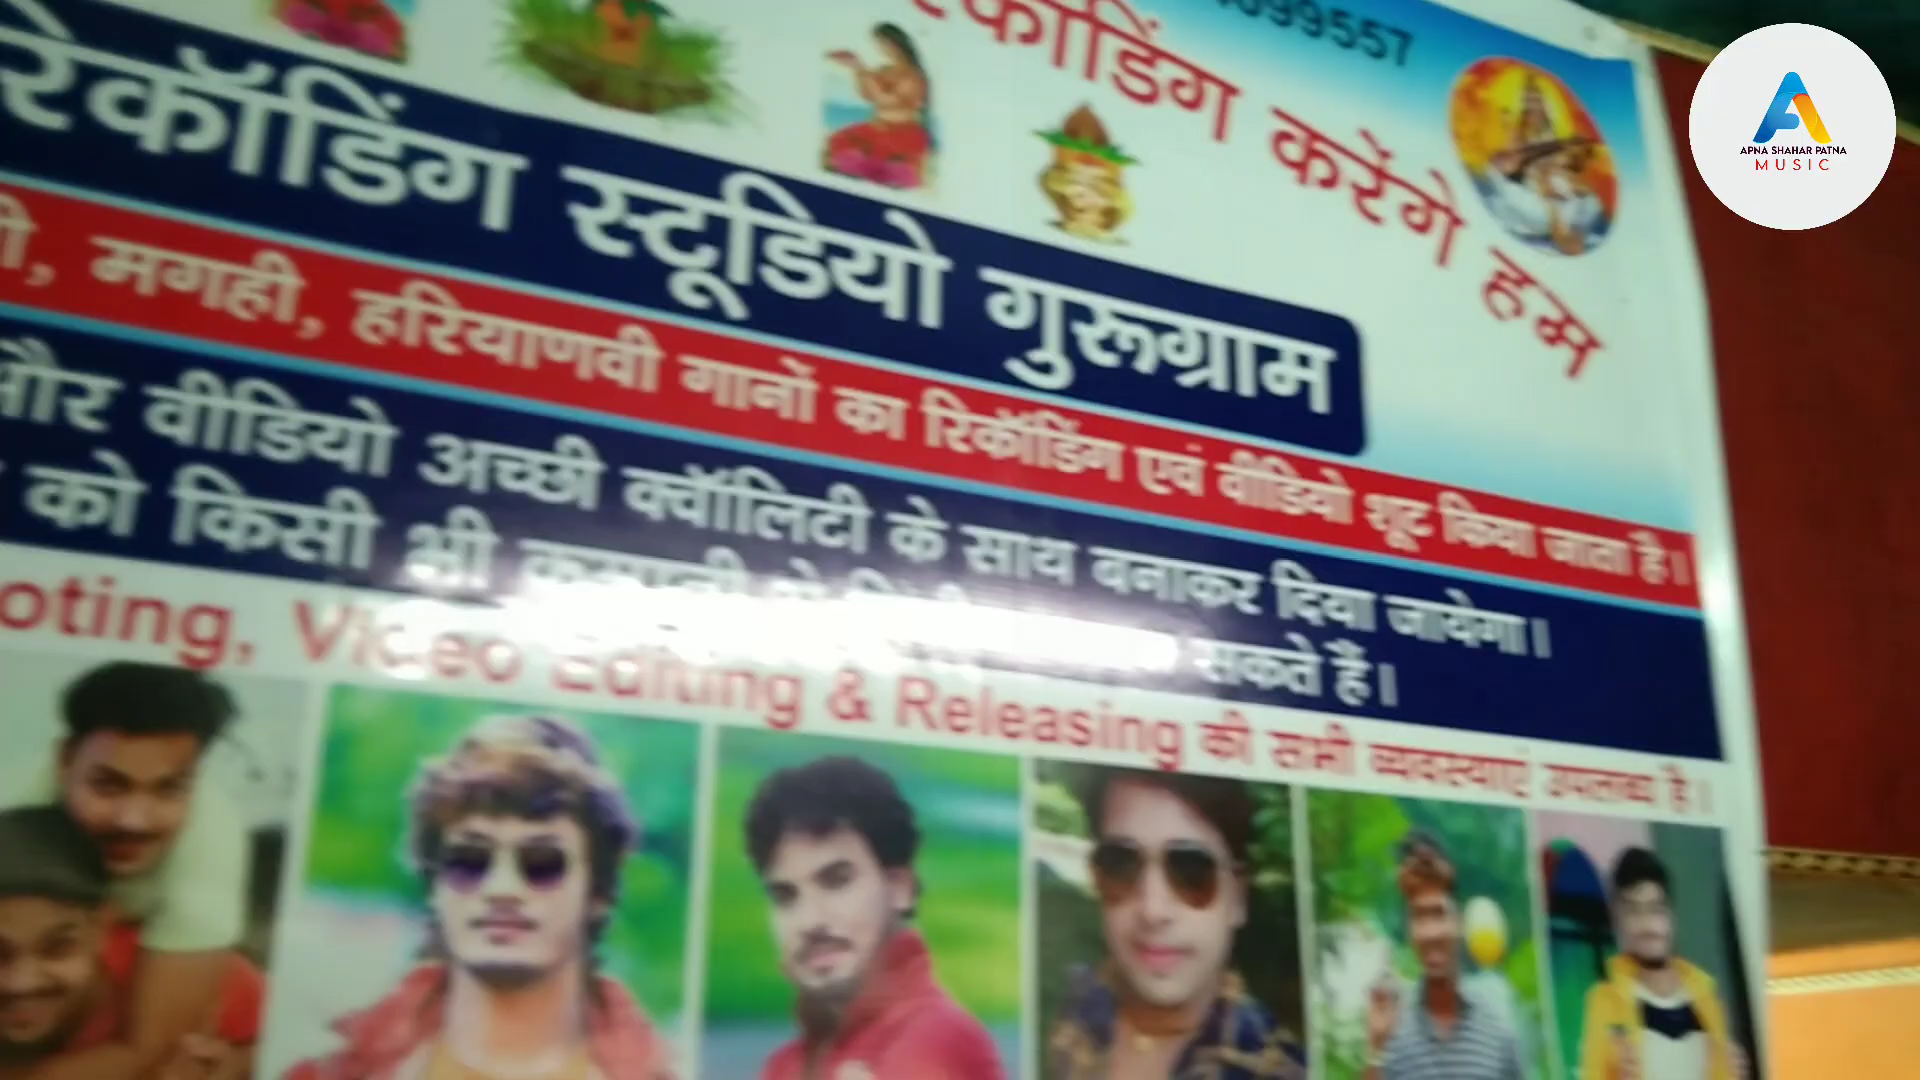 रिकॉडिंग करेंगे हम
99557
रिकॉडिंग स्टूडियो गुरूग्राम
मगही, हरियाणवी गानों का रिकॉडिंग एवं वीडियो शूट किया जाता है।
और वीडियो अच्छी क्वॉलिटी के साथ बनाकर दिया जायेगा।
को किसी भी सकते हैं।
oting, Video Editing & Releasing की सभी व्यवस्थाएं उपलब्ध है।
APNA SHAHAR PATNA
MUSIC